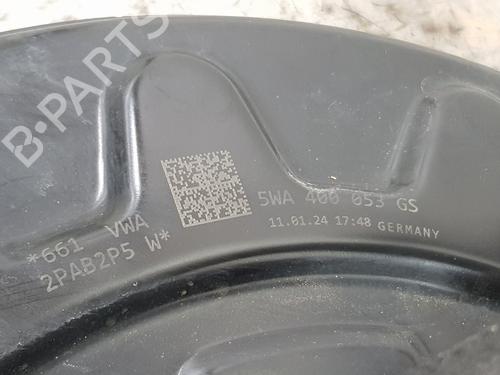 B-PARTS
5WA 400 053 GS
11.01.24 17:48 GERMANY
*661 VWA
2PAB2P5 W*